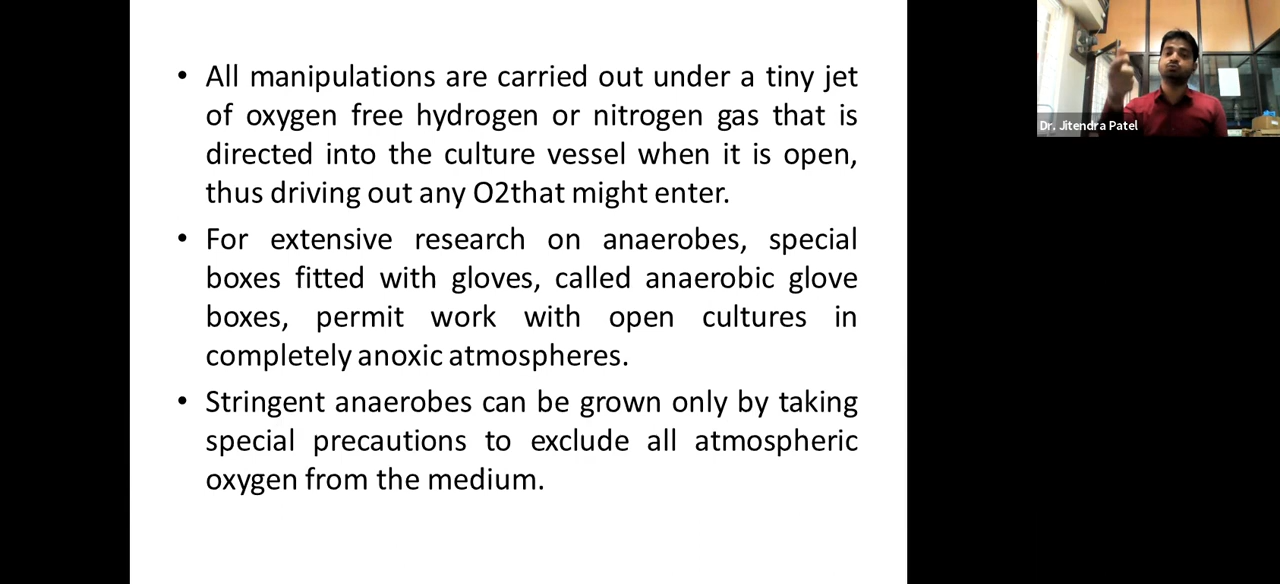 • All manipulations are carried out under a tiny jet
of oxygen free hydrogen or nitrogen gas that is
directed into the culture vessel when it is open,
thus driving out any O2that might enter.
• For extensive research on anaerobes, special
boxes fitted with gloves, called anaerobic glove
boxes, permit work with open cultures in
completely anoxic atmospheres.
• Stringent anaerobes can be grown only by taking
special precautions to exclude all atmospheric
oxygen from the medium.
Dr. Jitendra Patel